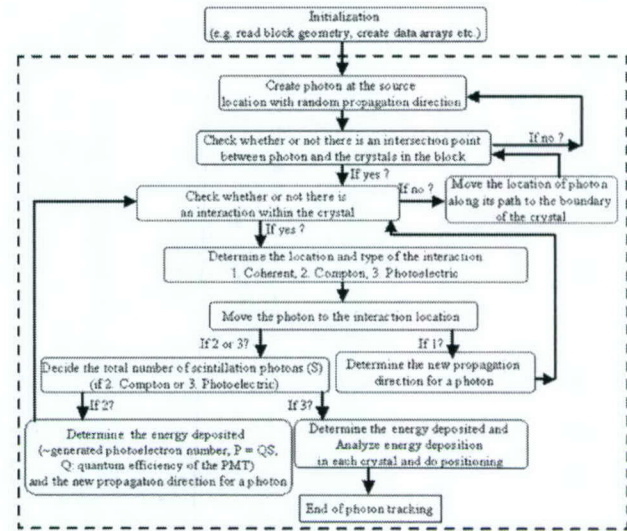 Initialization
(e.g. read block geometry, create data arrays etc.)
Create photon at the source
location with random propagation direction
If no ?
Check whether or not there is an intersection point
between photon and the crystals in the block
If yes ?
If no ?
Move the location of photon
along its path to the boundary
of the crystal
Check whether or not there is
an interaction within the crystal
If yes ?
Determine the location and type of the interaction
1. Coherent, 2. Compton, 3. Photoelectric
Move the photon to the interaction location
If 2 or 3?
If 1?
Decide the total number of scintillation photons (S)
(if 2. Compton or 3. Photoelectric)
Determine the new propagation
direction for a photon
If 2?
If 3?
Determine the energy deposited
(~generated photoelectron number, P = QS,
Q: quantum efficiency of the PMT)
and the new propagation direction for a photon
Determine the energy deposited and
Analyze energy deposition
in each crystal and do positioning
End of photon tracking